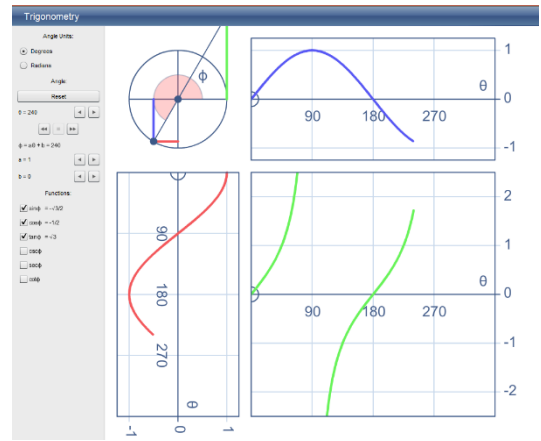 Trigonometry
Angle Units:
Degrees
Radians
Angle:
Reset
θ = 240
ϕ = aθ + b = 240
a = 1
b = 0
Functions:
sinϕ = -√3/2
cosϕ = -1/2
tanϕ = √3
cscϕ
secϕ
cotϕ
ϕ
1
θ
0
90 180 270
-1
90
180
270
θ
-1 0 1
2
1
θ
0
90 180 270
-1
-2